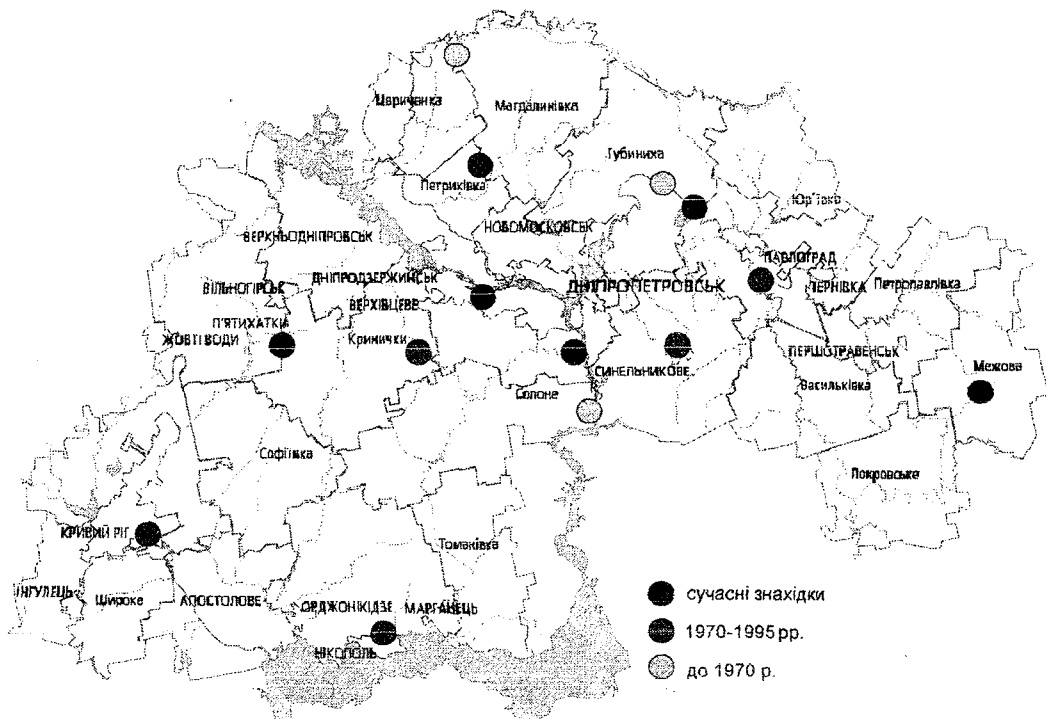 Царичанка
Магдалинівка
Губиниха
Петриківка
Юр'ївка
НОВОМОСКОВСЬК
ВЕРХНЬОДНІПРОВСЬК
ПАВЛОГРАД
ДНІПРОДЗЕРЖИНСЬК
ДНІПРОПЕТРОВСЬК
ТЕРНІВКА
Петропавлівка
ВІЛЬНОГІРСЬК
ВЕРХІВЦЕВЕ
П'ЯТИХАТКИ
ЖОВТІ ВОДИ
Кринички
ПЕРШОТРАВЕНСЬК
Межова
СИНЕЛЬНИКОВЕ
Васильківка
Солоне
Софіївка
Покровське
КРИВИЙ РІГ
Томаківка
ІНГУЛЕЦЬ
Широке
АПОСТОЛОВЕ
ОРДЖОНІКІДЗЕ
МАРГАНЕЦЬ
НІКОПОЛЬ
сучасні знахідки
1970-1995 рр.
до 1970 р.